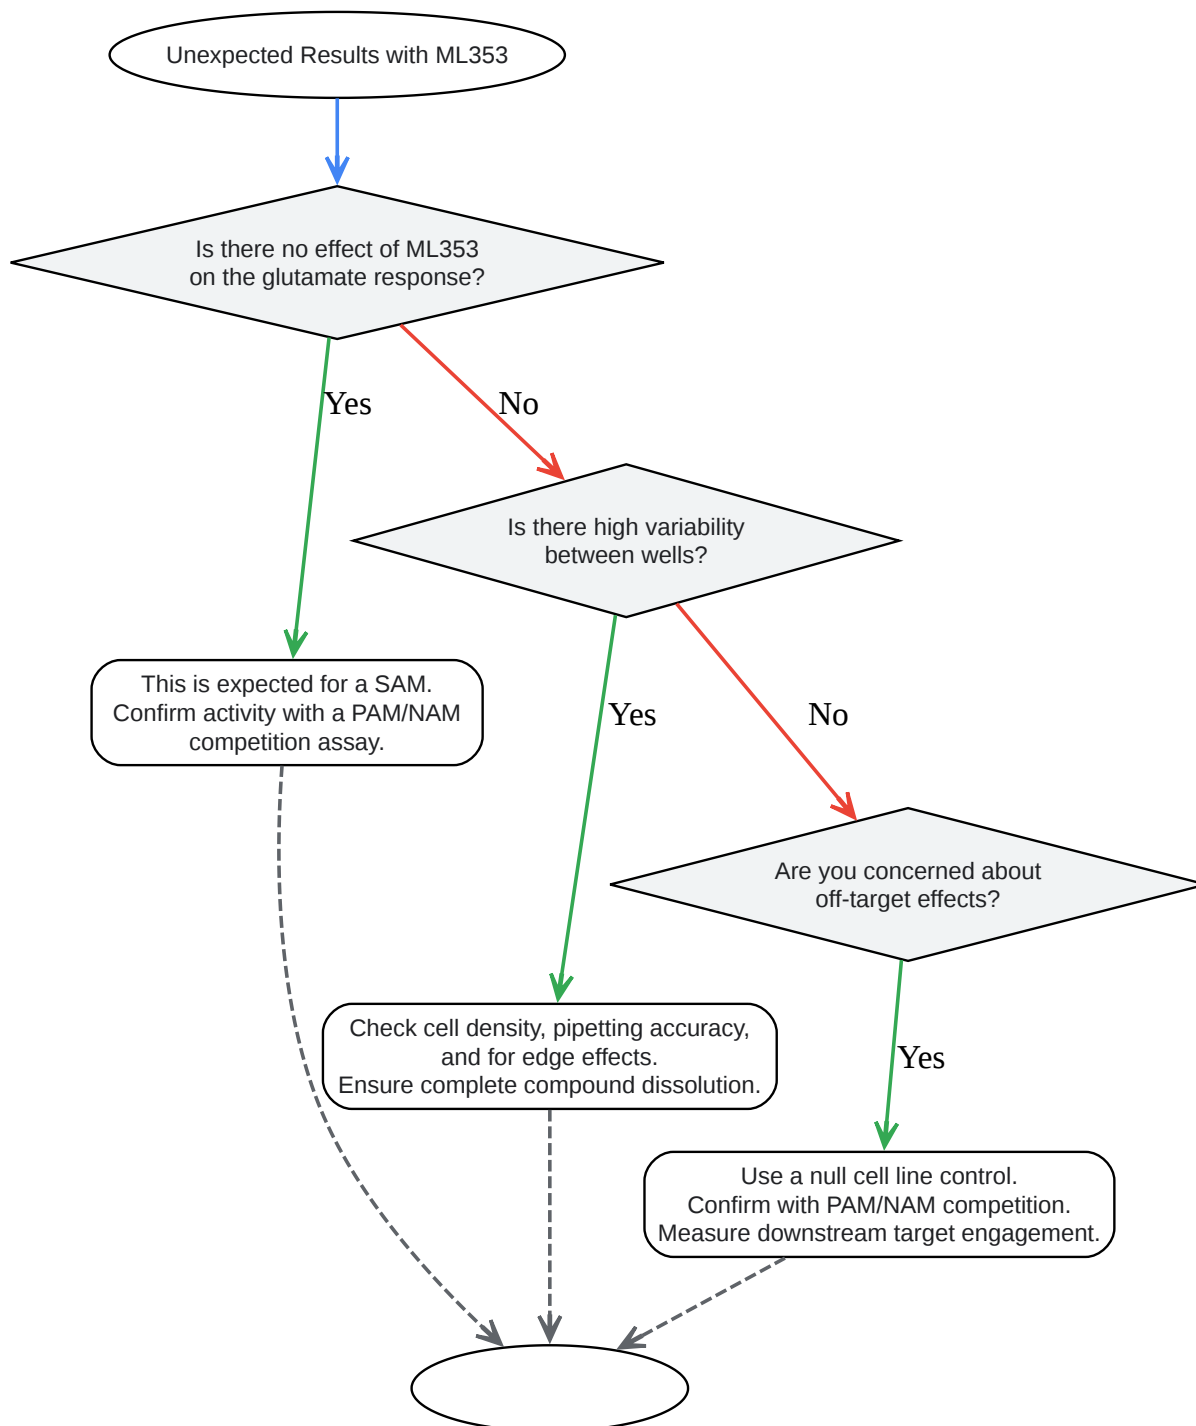 Unexpected Results with ML353
Is there no effect of ML353
on the glutamate response?
Yes
No
Is there high variability
between wells?
This is expected for a SAM.
Confirm activity with a PAM/NAM
competition assay.
Yes
No
Are you concerned about
off-target effects?
Check cell density, pipetting accuracy,
and for edge effects.
Ensure complete compound dissolution.
Yes
Use a null cell line control.
Confirm with PAM/NAM competition.
Measure downstream target engagement.